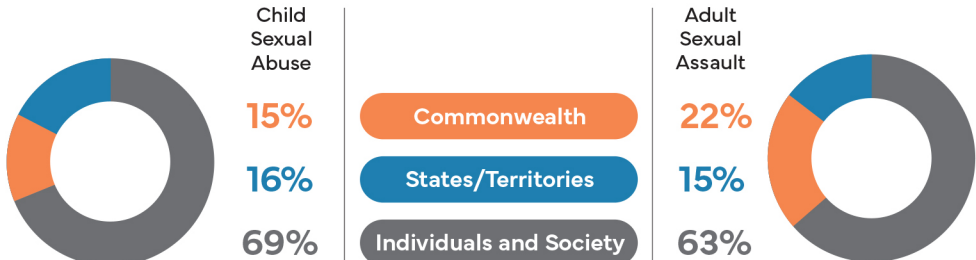 Child
Sexual
Abuse
15%
16%
69%
Commonwealth
States/Territories
Individuals and Society
Adult
Sexual
Assault
22%
15%
63%